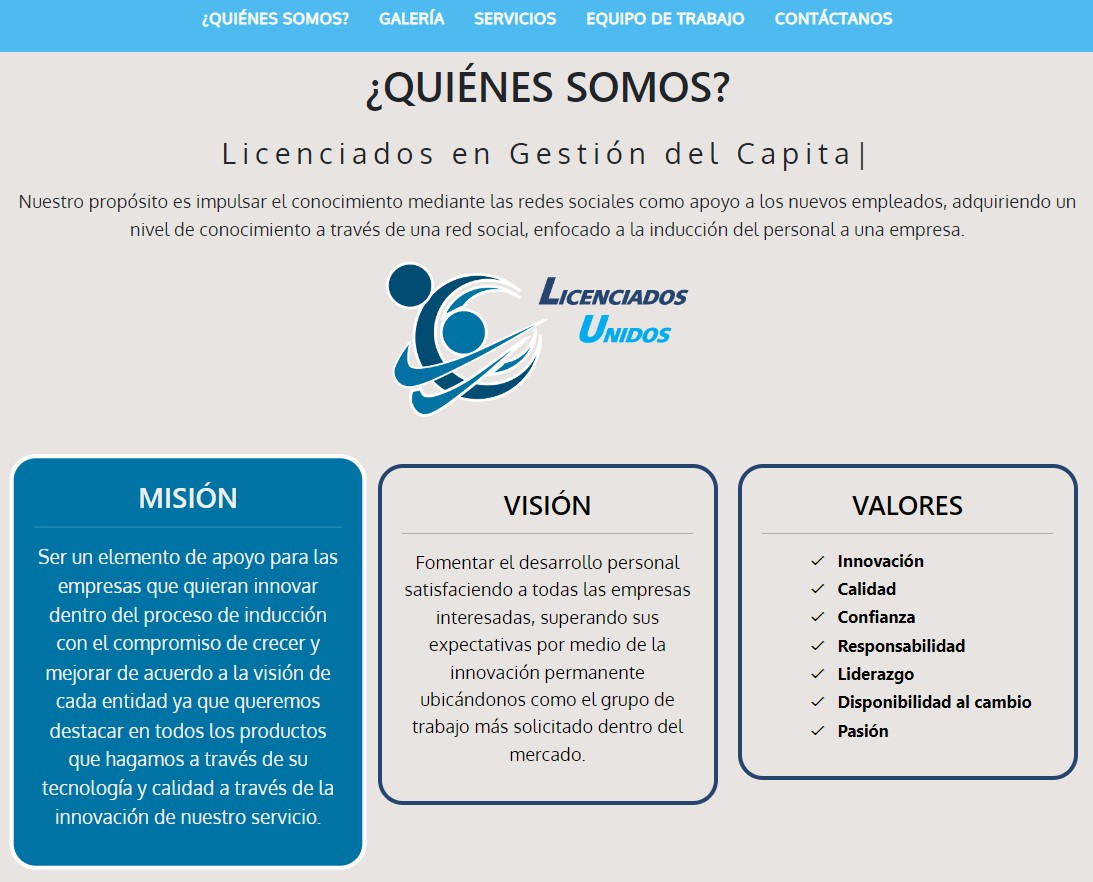 ¿QUIÉNES SOMOS? GALERÍA SERVICIOS EQUIPO DE TRABAJO CONTÁCTANOS
¿QUIÉNES SOMOS?
Licenciados en Gestión del Capita|
Nuestro propósito es impulsar el conocimiento mediante las redes sociales como apoyo a los nuevos empleados, adquiriendo un
nivel de conocimiento a través de una red social, enfocado a la inducción del personal a una empresa.
LICENCIADOS
UNIDOS
MISIÓN
Ser un elemento de apoyo para las
empresas que quieran innovar
dentro del proceso de inducción
con el compromiso de crecer y
mejorar de acuerdo a la visión de
cada entidad ya que queremos
destacar en todos los productos
que hagamos a través de su
tecnología y calidad a través de la
innovación de nuestro servicio.
VISIÓN
Fomentar el desarrollo personal
satisfaciendo a todas las empresas
interesadas, superando sus
expectativas por medio de la
innovación permanente
ubicándonos como el grupo de
trabajo más solicitado dentro del
mercado.
VALORES
Innovación
Calidad
Confianza
Responsabilidad
Liderazgo
Disponibilidad al cambio
Pasión